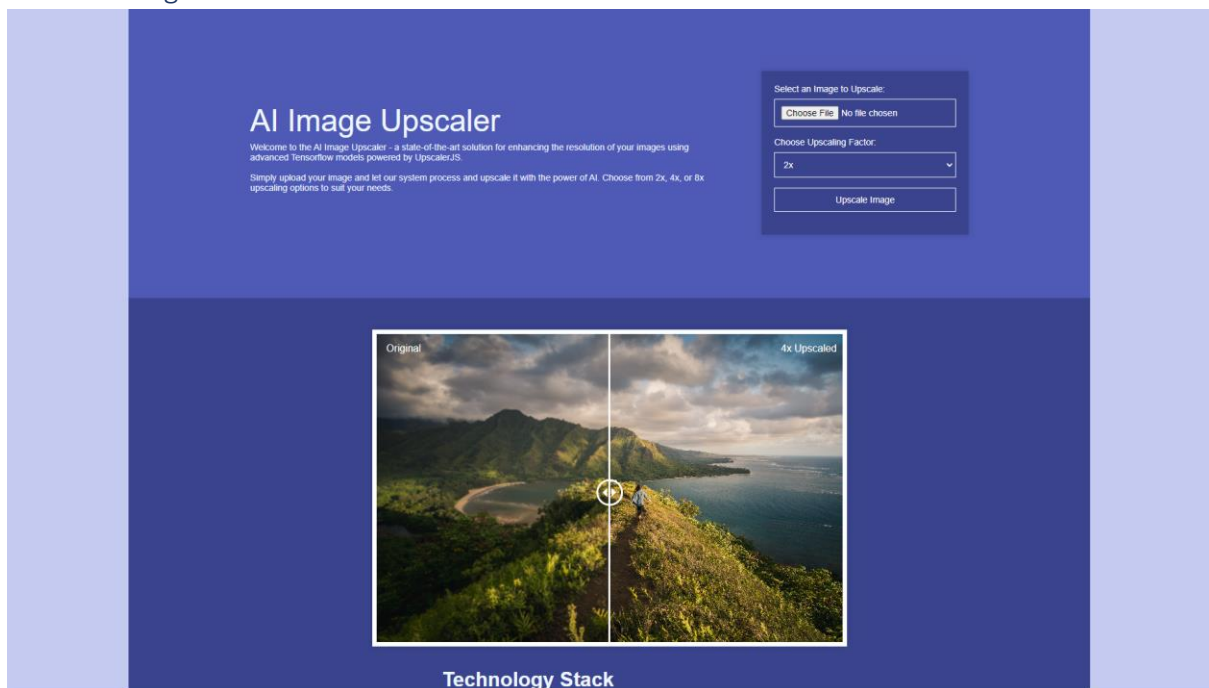 AI Image Upscaler
Welcome to the AI Image Upscaler - a state-of-the-art solution for enhancing the resolution of your images using
advanced Tensorflow models powered by UpscalerJS.
Simply upload your image and let our system process and upscale it with the power of AI. Choose from 2x, 4x, or 8x
upscaling options to suit your needs.
Select an Image to Upscale:
Choose File No file chosen
Choose Upscaling Factor:
2x
Upscale Image
Original
4x Upscaled
Technology Stack